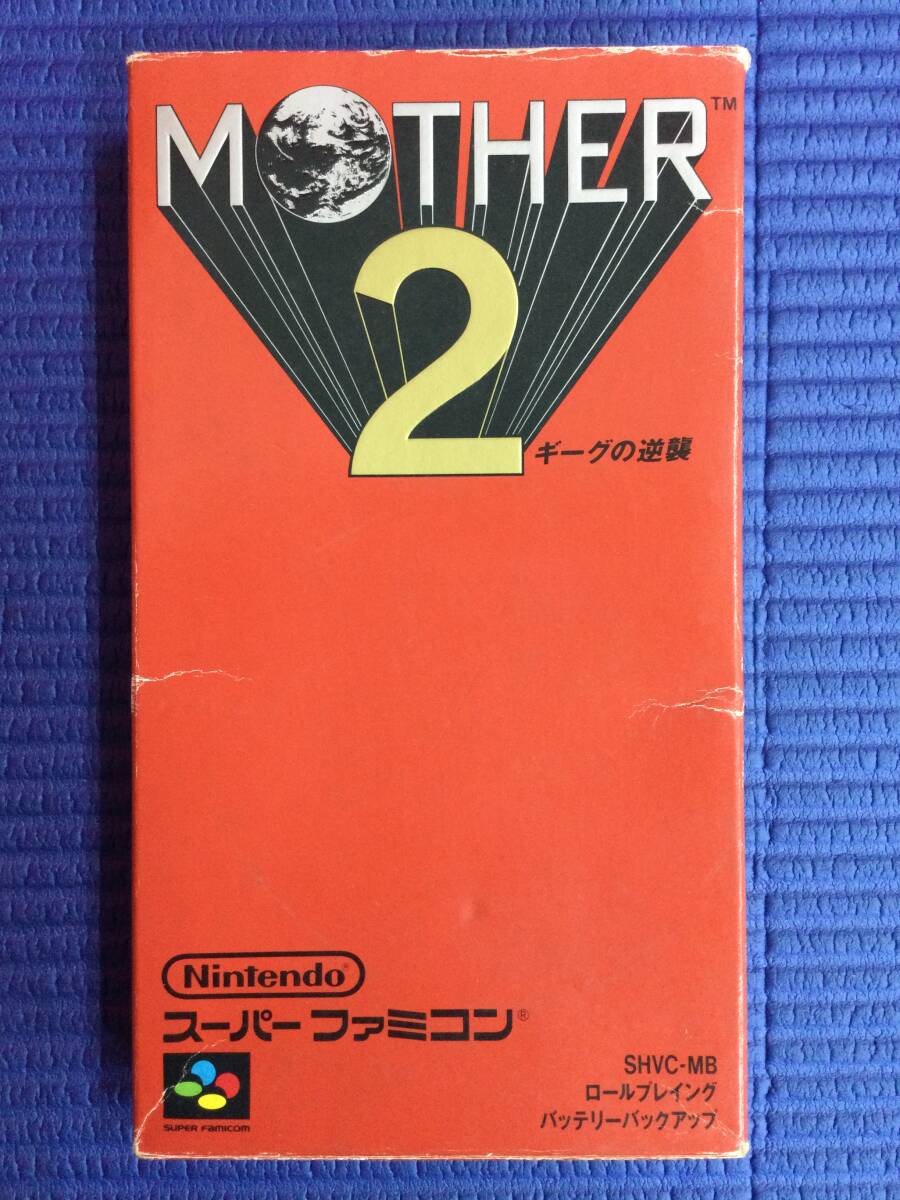 MOTHER™
2
ギーグの逆襲
Nintendo®
スーパーファミコン®
SUPER FAMICOM
SHVC-MB
ロールプレイング
バッテリーバックアップ